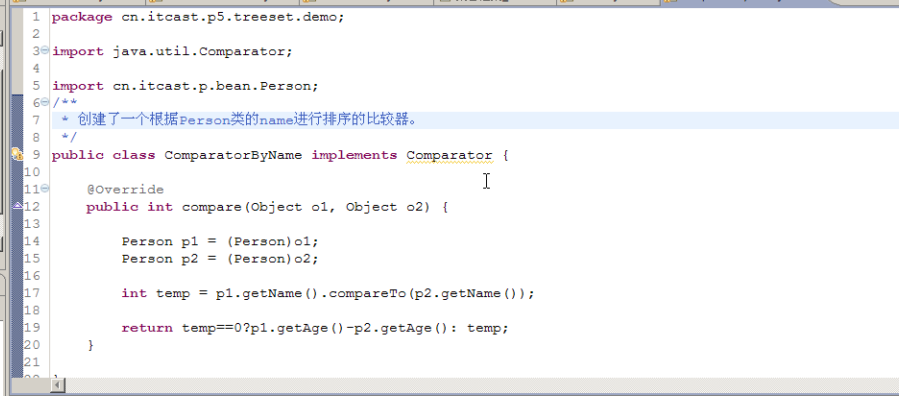 1 package cn.itcast.p5.treeset.demo;
2
3 import java.util.Comparator;
4
5 import cn.itcast.p.bean.Person;
6 /**
7  * 创建了一个根据Person类的name进行排序的比较器。
8  */
9 public class ComparatorByName implements Comparator {
10
11     @Override
12     public int compare(Object o1, Object o2) {
13
14         Person p1 = (Person)o1;
15         Person p2 = (Person)o2;
16
17         int temp = p1.getName().compareTo(p2.getName());
18
19         return temp==0?p1.getAge()-p2.getAge(): temp;
20     }
21